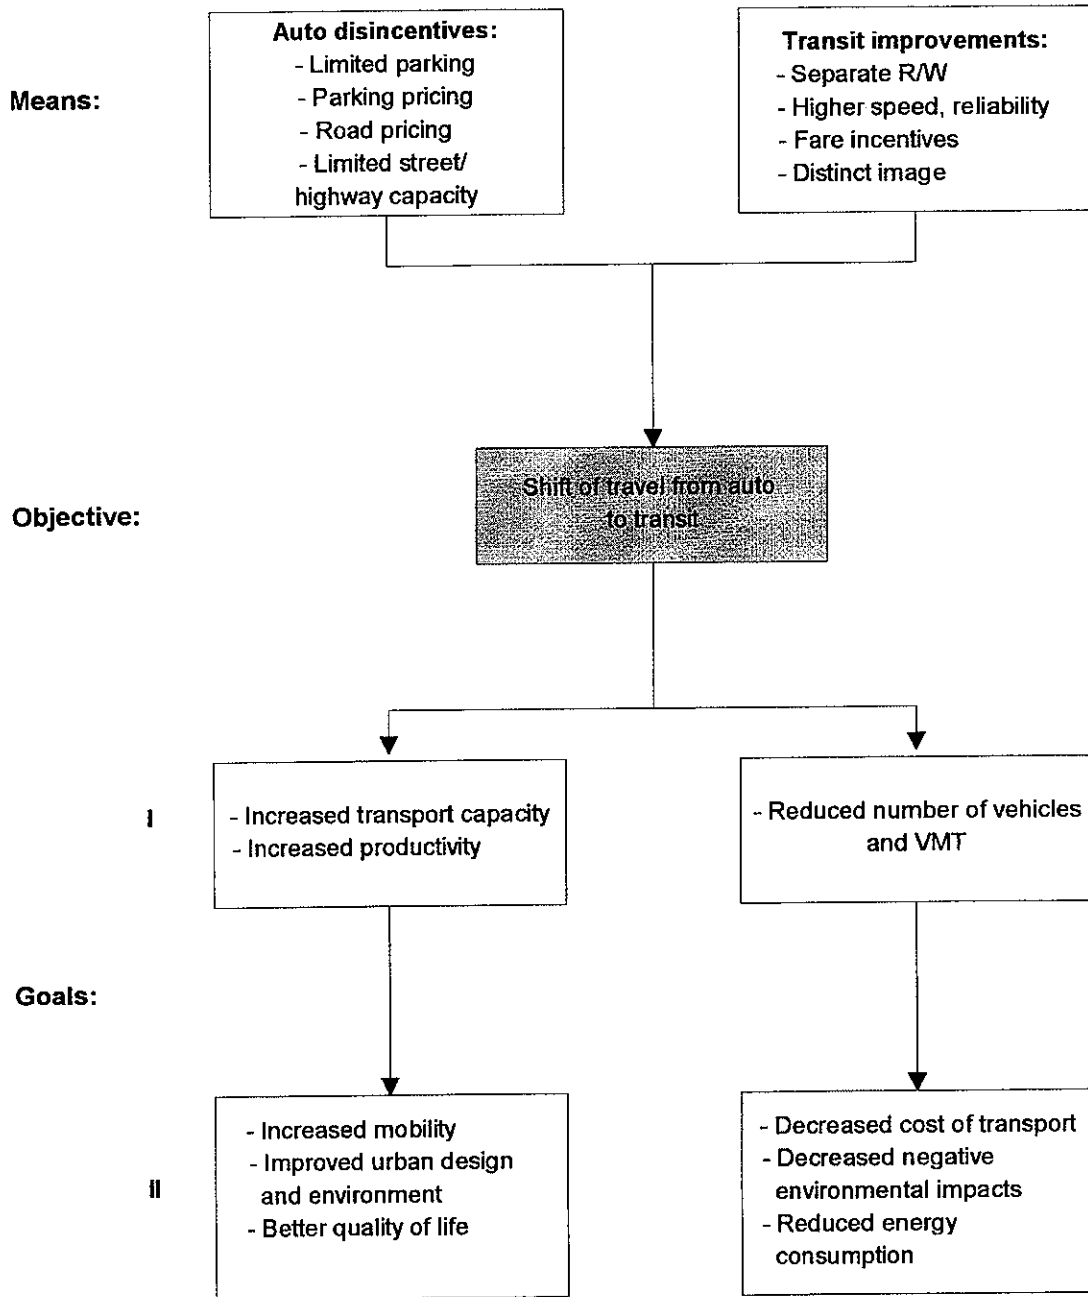 Means:
Auto disincentives:
- Limited parking
- Parking pricing
- Road pricing
- Limited street/
highway capacity
Transit improvements:
- Separate R/W
- Higher speed, reliability
- Fare incentives
- Distinct image
Objective:
Shift of travel from auto
to transit
Goals:
I
- Increased transport capacity
- Increased productivity
- Reduced number of vehicles
and VMT
II
- Increased mobility
- Improved urban design
and environment
- Better quality of life
- Decreased cost of transport
- Decreased negative
environmental impacts
- Reduced energy
consumption